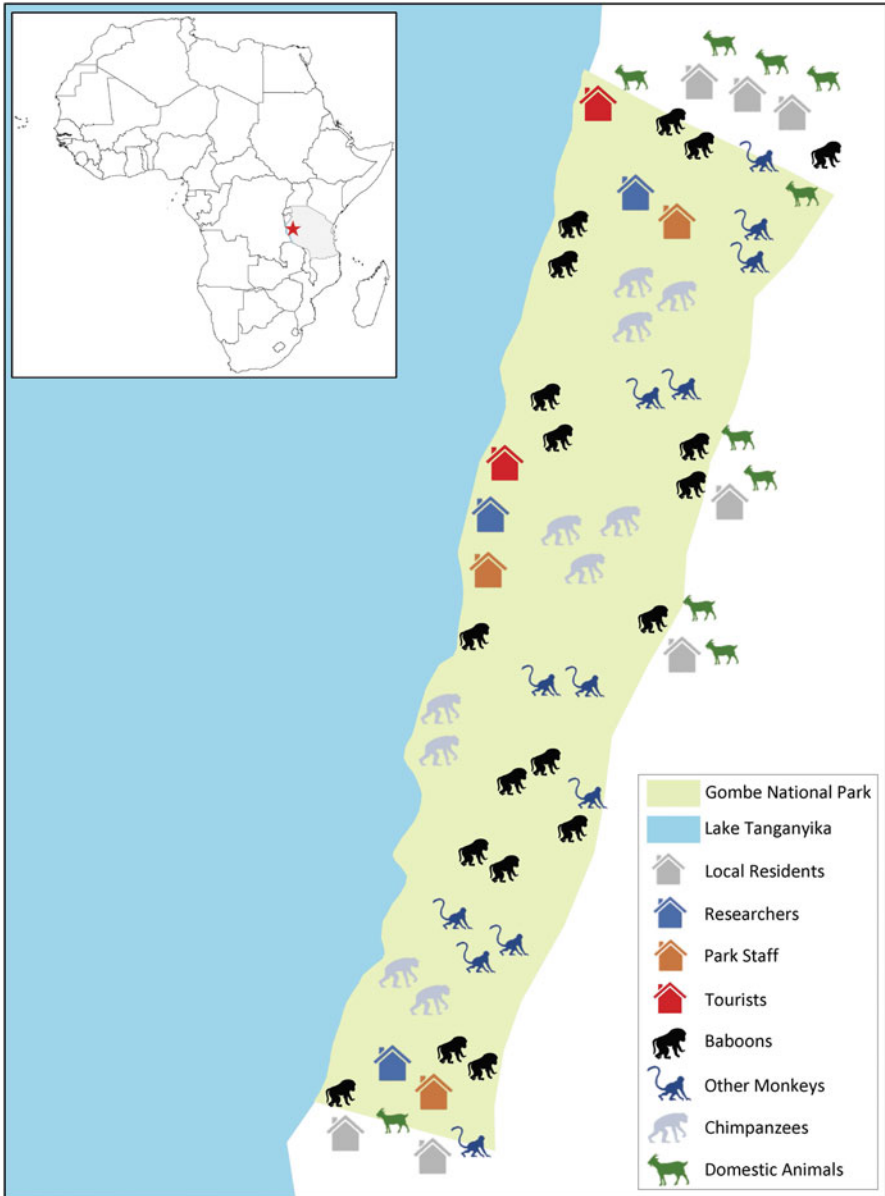 Gombe National Park
Lake Tanganyika
Local Residents
Researchers
Park Staff
Tourists
Baboons
Other Monkeys
Chimpanzees
Domestic Animals